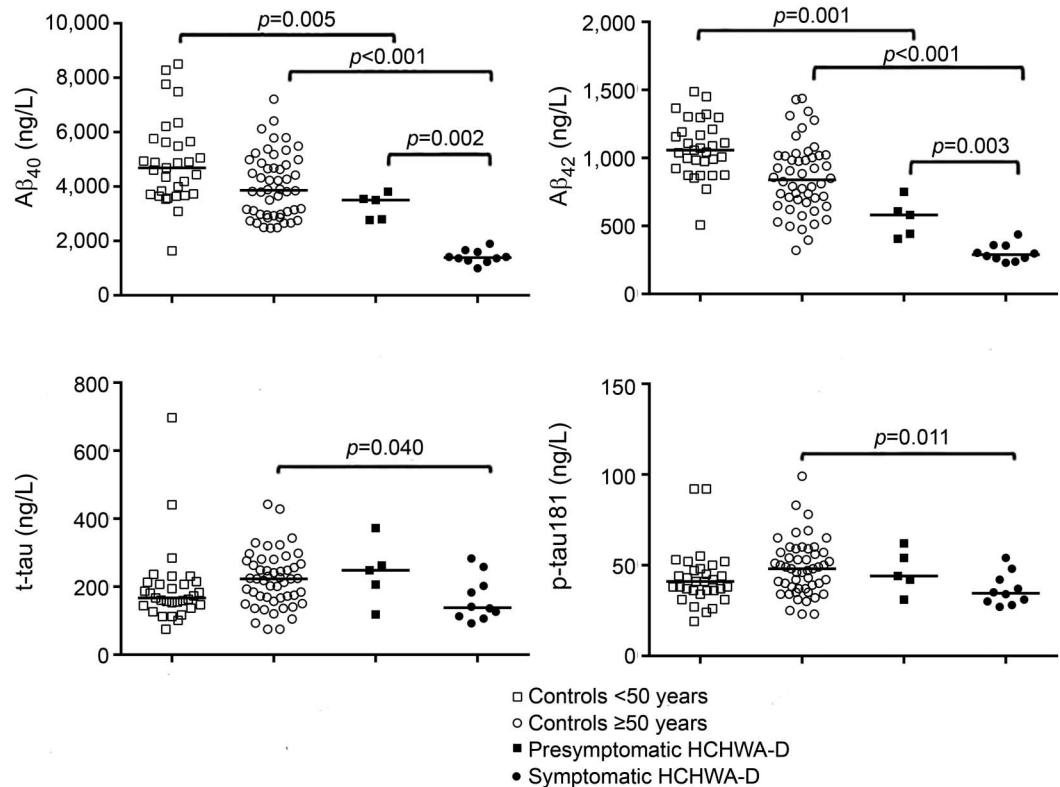 10,000
8,000
6,000
4,000
2,000
0
Aβ40 (ng/L)
p=0.005
p<0.001
p=0.002
2,000
1,500
1,000
500
0
Aβ42 (ng/L)
p=0.001
p<0.001
p=0.003
800
600
400
200
0
t-tau (ng/L)
p=0.040
150
100
50
0
p-tau181 (ng/L)
p=0.011
Controls <50 years
Controls ≥50 years
Presymptomatic HCHWA-D
Symptomatic HCHWA-D